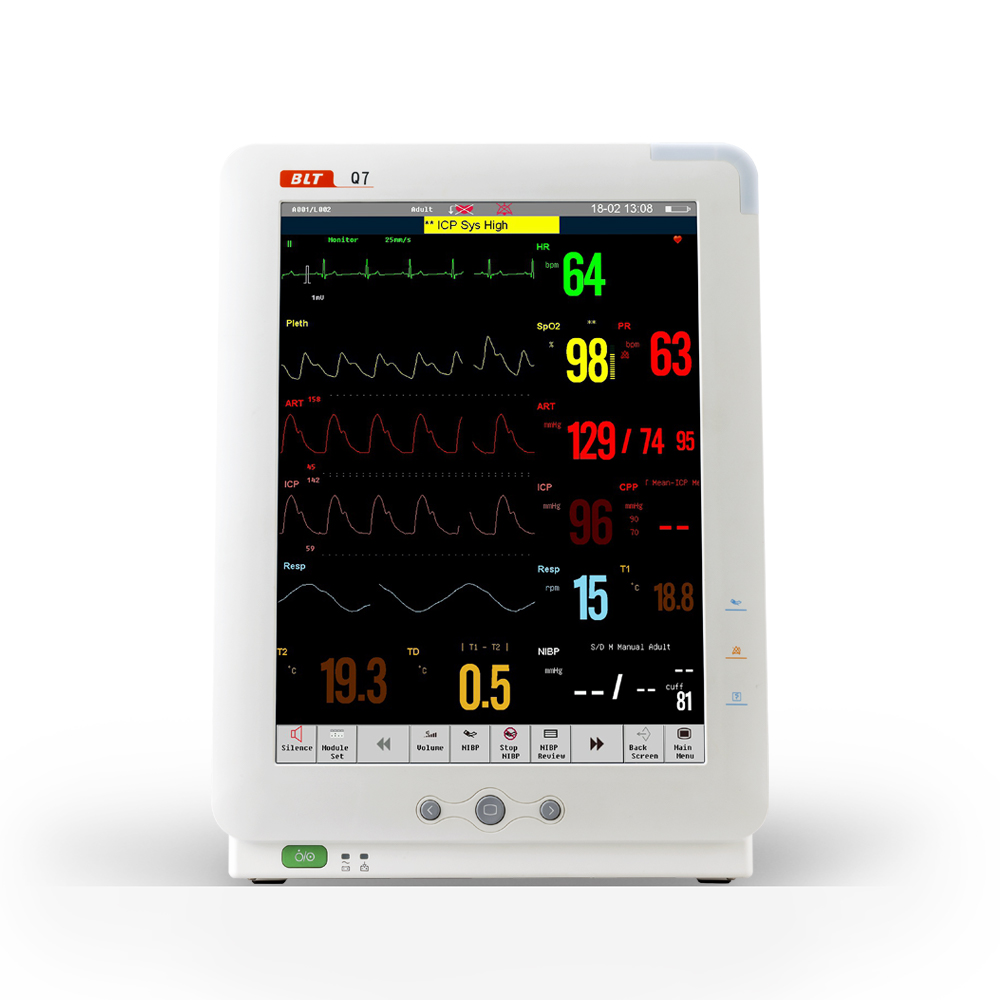 BLT Q7
A001/L002 Adult 18-02 13:08
** ICP Sys High
II Monitor 25mm/s HR
bpm 64
1mV
Pleth SpO2 ** PR
% 98 bpm 63
ART 150 ART
mmHg 129 / 74 95
45
ICP 142 ICP CPP
mmHg 96 mmHg --
90
70
59
Resp Resp T1
rpm 15 °C 18.8
T2 TD | T1 - T2 | NIBP S/D M Manual Adult
°C 19.3 °C 0.5 mmHg --/ -- --
cuff 81
Silence Module Set Volume NIBP Stop NIBP NIBP Review Back Screen Main Menu